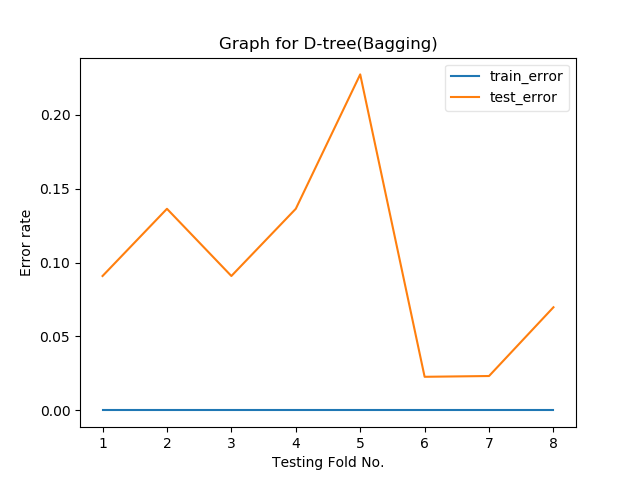 Graph for D-tree(Bagging)
train_error
test_error
0.20
0.15
0.10
0.05
0.00
Error rate
1 2 3 4 5 6 7 8
Testing Fold No.